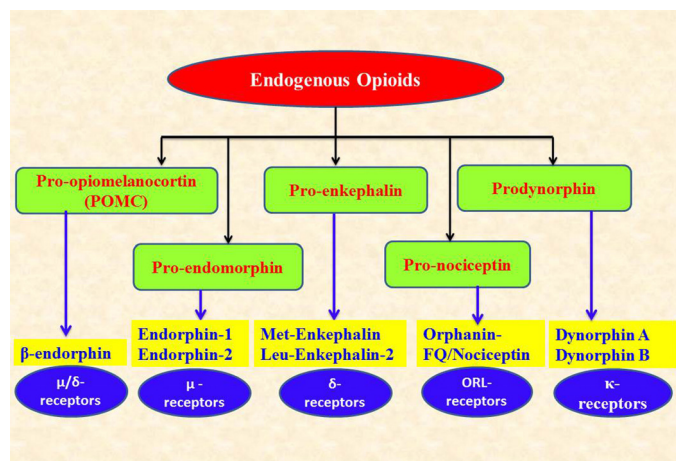 Endogenous Opioids
Pro-opiomelanocortin
(POMC)
Pro-enkephalin
Prodynorphin
Pro-endomorphin
Pro-nociceptin
β-endorphin
Endorphin-1
Endorphin-2
Met-Enkephalin
Leu-Enkephalin-2
Orphanin-
FQ/Nociceptin
Dynorphin A
Dynorphin B
μ/δ-
receptors
μ -
receptors
δ-
receptors
ORL-
receptors
κ-
receptors